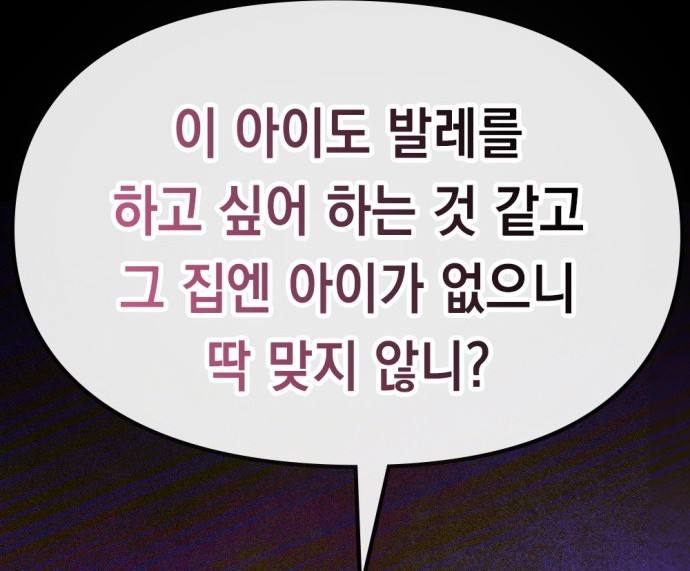 이 아이도 발레를
하고 싶어 하는 것 같고
그 집엔 아이가 없으니
딱 맞지 않니?